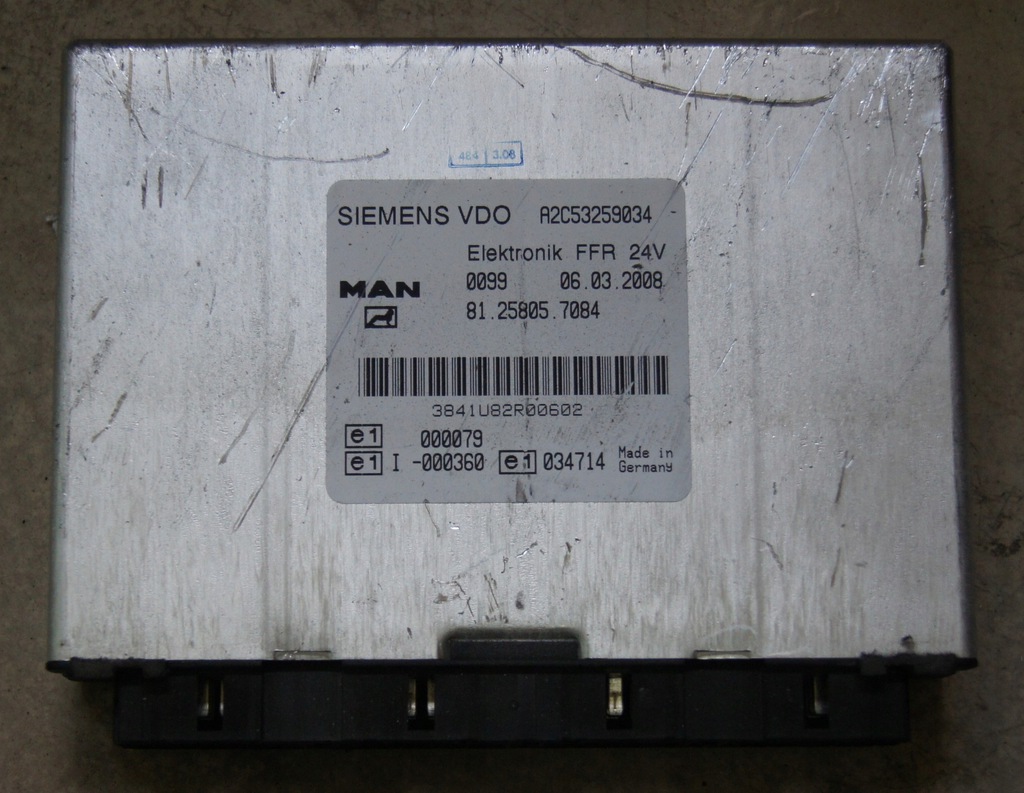 484 3.08
SIEMENS VDO A2C53259034
Elektronik FFR 24V
MAN 0099 06.03.2008
81.25805.7084
3841U82R00602
e1 000079
e1 I -000360 e1 034714 Made in
Germany